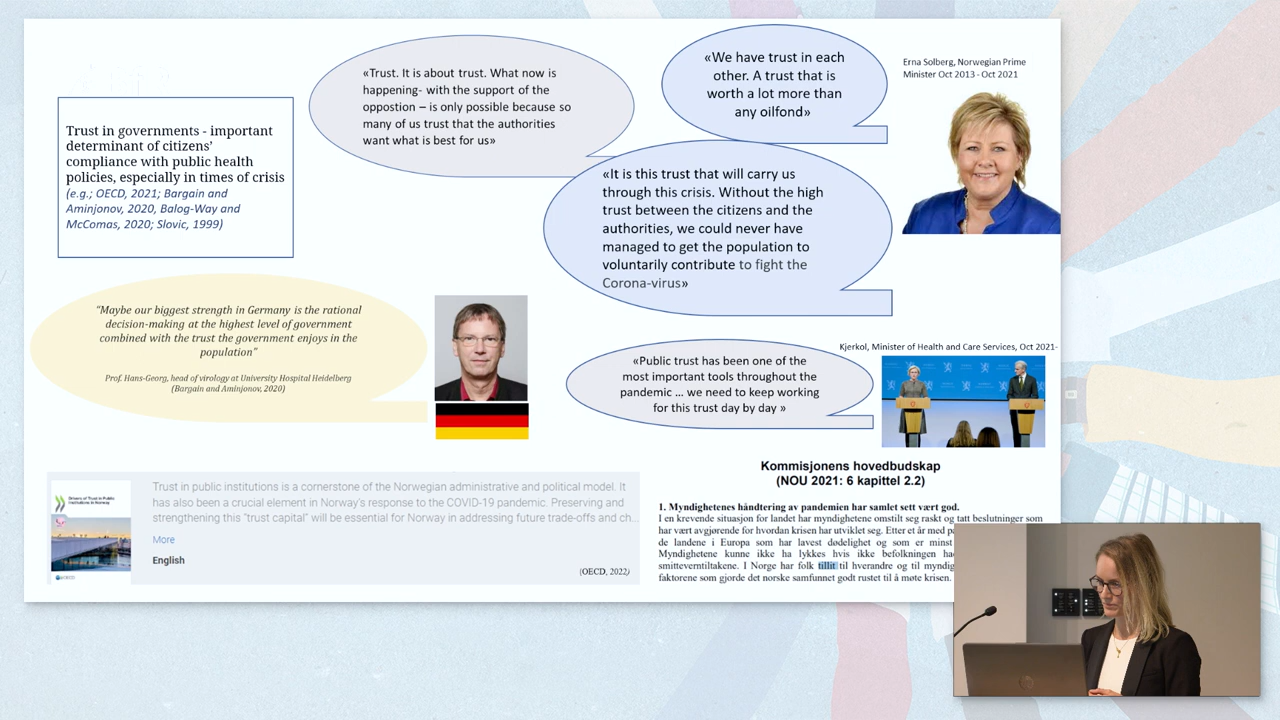 Trust in governments - important
determinant of citizens’
compliance with public health
policies, especially in times of crisis
(e.g.; OECD, 2021; Bargain and
Aminjonov, 2020, Balog-Way and
McComas, 2020; Slovic, 1999)
«Trust. It is about trust. What now is
happening- with the support of the
oppostion – is only possible because so
many of us trust that the authorities
want what is best for us»
«We have trust in each
other. A trust that is
worth a lot more than
any oilfond»
Erna Solberg, Norwegian Prime
Minister Oct 2013 - Oct 2021
«It is this trust that will carry us
through this crisis. Without the high
trust between the citizens and the
authorities, we could never have
managed to get the population to
voluntarily contribute to fight the
Corona-virus»
“Maybe our biggest strength in Germany is the rational
decision-making at the highest level of government
combined with the trust the government enjoys in the
population”
Prof. Hans-Georg, head of virology at University Hospital Heidelberg
(Bargain and Aminjonov, 2020)
Kjerkol, Minister of Health and Care Services, Oct 2021-
«Public trust has been one of the
most important tools throughout the
pandemic … we need to keep working
for this trust day by day »
Drivers of Trust in Public
Institutions in Norway
OECD
Trust in public institutions is a cornerstone of the Norwegian administrative and political model. It
has also been a crucial element in Norway's response to the COVID-19 pandemic. Preserving and
strengthening this "trust capital" will be essential for Norway in addressing future trade-offs and ch...
More
English
(OECD, 2022)
Kommisjonens hovedbudskap
(NOU 2021: 6 kapittel 2.2)
1. Myndighetenes håndtering av pandemien har samlet sett vært god.
I en krevende situasjon for landet har myndighetene omstilt seg raskt og tatt beslutninger som
har vært avgjørende for hvordan krisen har utviklet seg. Etter et år med
de landene i Europa som har lavest dødelighet og som er minst
Myndighetene kunne ikke ha lykkes hvis ikke befolkningen
smitteverntiltakene. I Norge har folk tillit til hverandre og til
faktorene som gjorde det norske samfunnet godt rustet til å møte krisen.